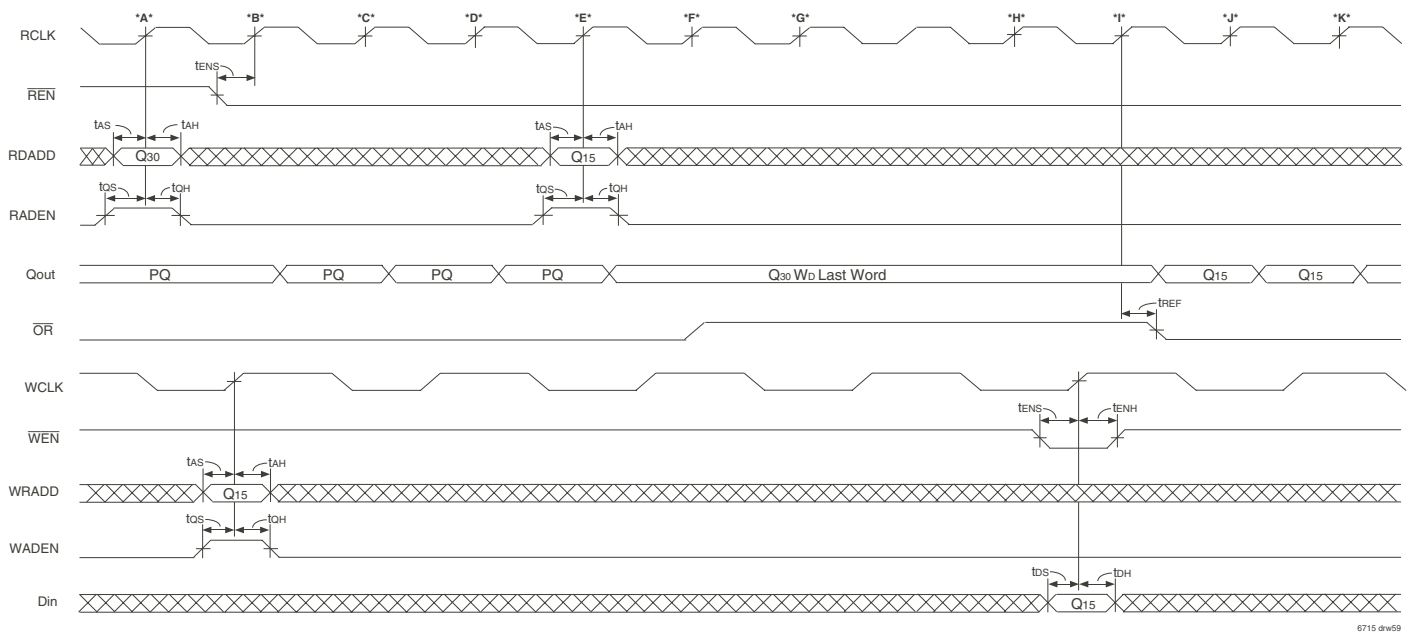 *A* *B* *C* *D* *E* *F* *G* *H* *I* *J* *K*
RCLK
tENS
REN
tAS tAH tAS tAH
RDADD Q30 Q15
tQS tQH tQS tQH
RADEN
Qout PQ PQ PQ PQ Q30 WD Last Word Q15 Q15
tREF
OR
WCLK
tENS tENH
WEN
tAS tAH
WRADD Q15
tQS tQH
WADEN
tDS tDH
Din Q15
6715 drw59